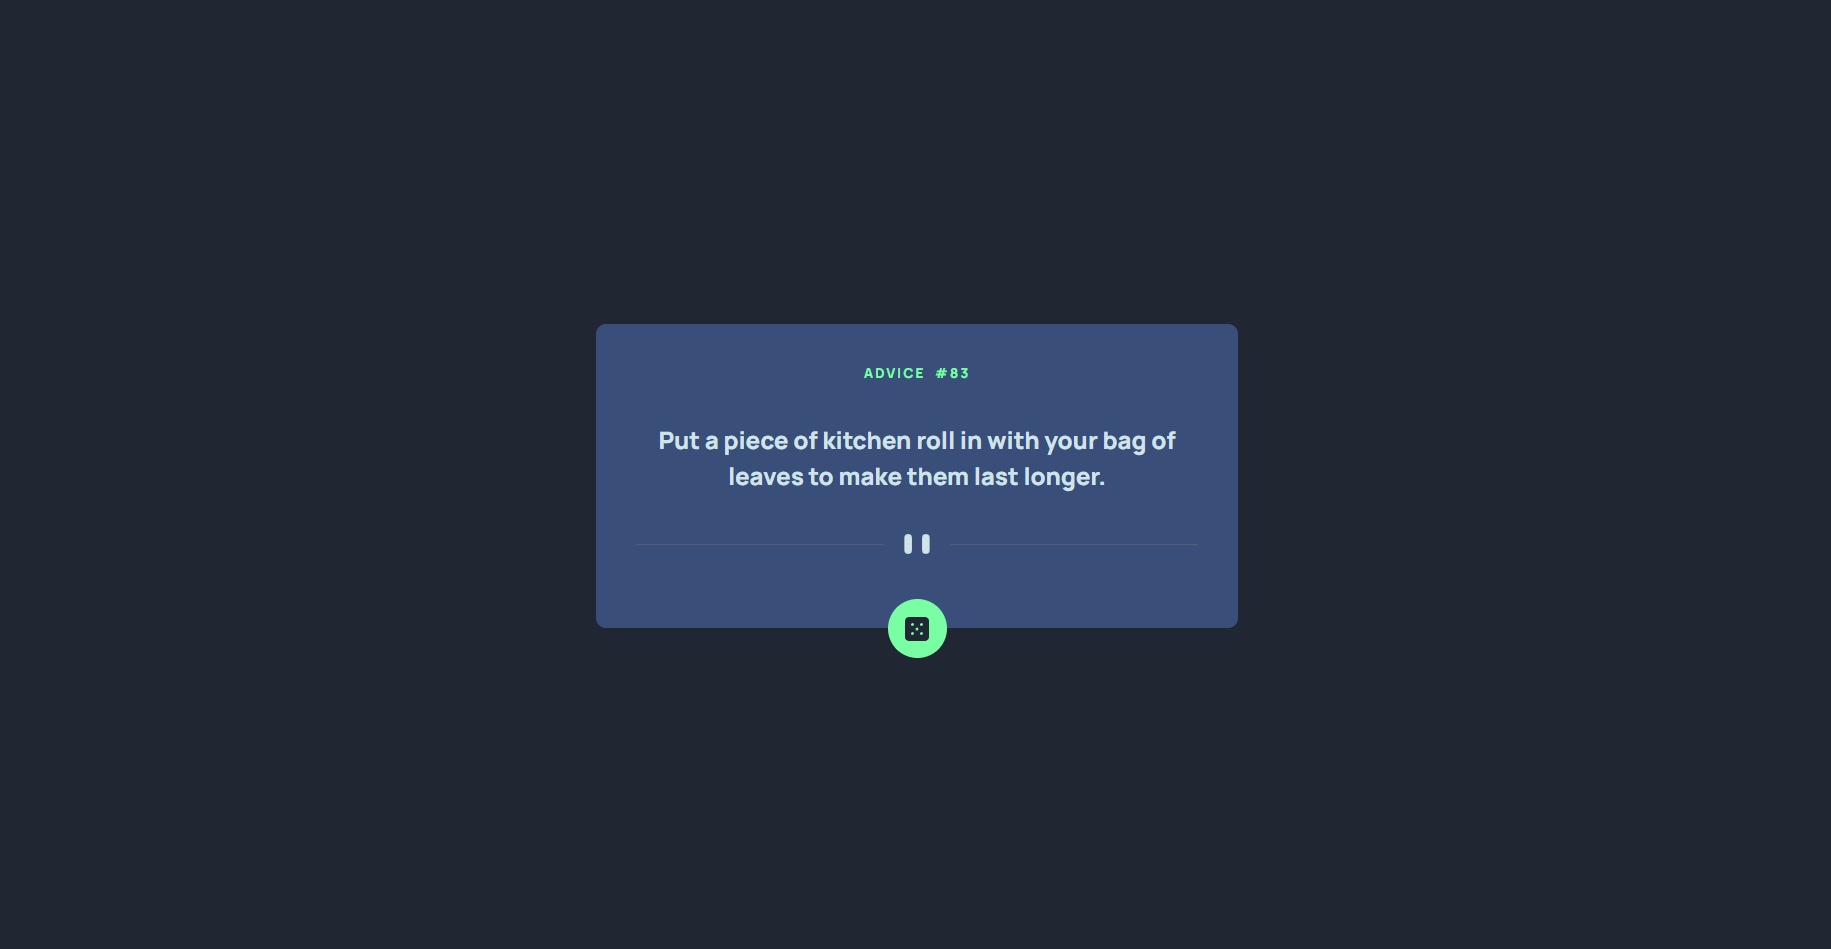 ADVICE #83
Put a piece of kitchen roll in with your bag of
leaves to make them last longer.